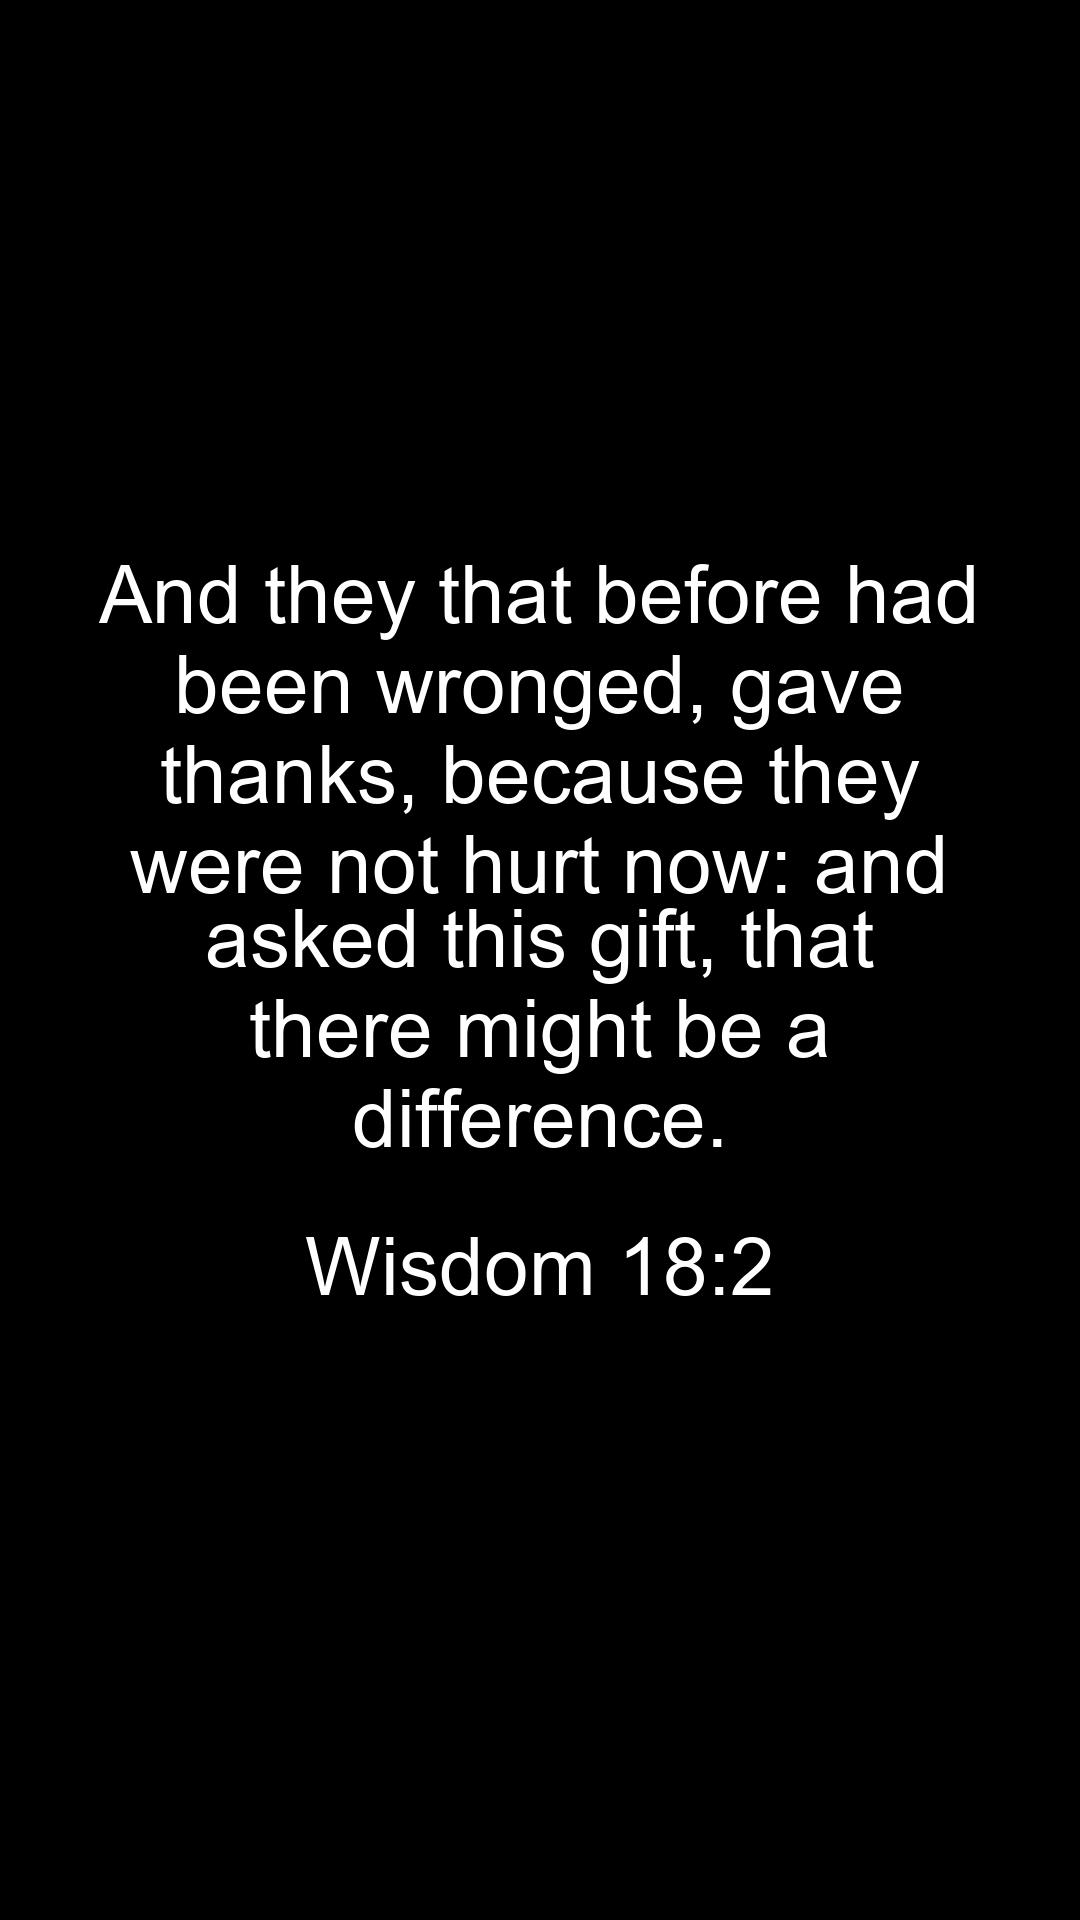 And they that before had
been wronged, gave
thanks, because they
were not hurt now: and
asked this gift, that
there might be a
difference.
Wisdom 18:2